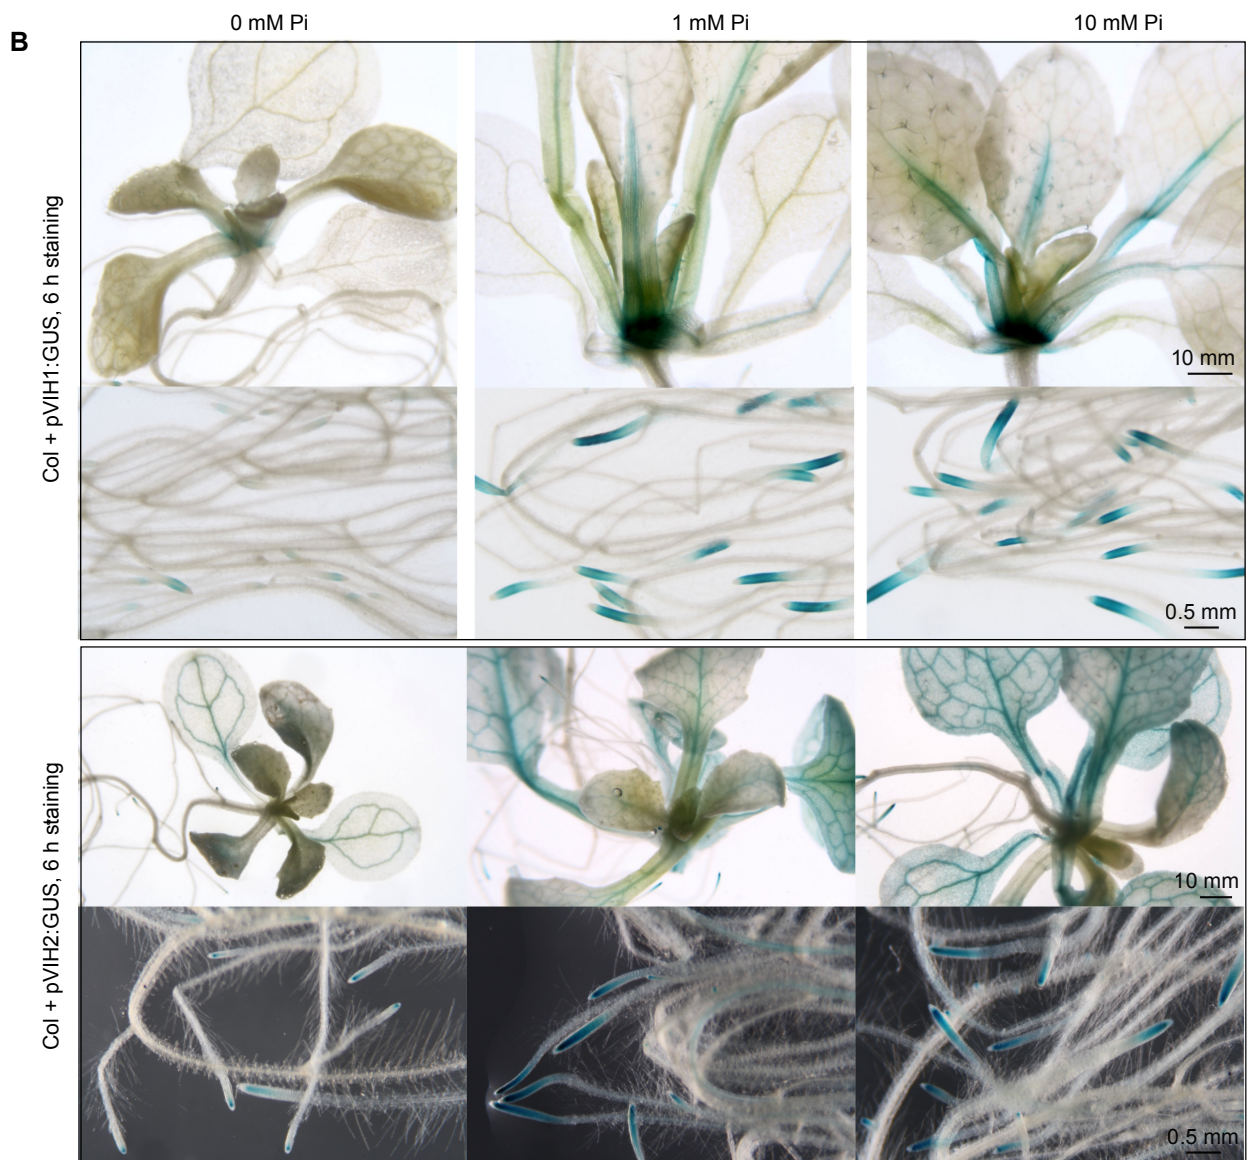 B
0 mM Pi
1 mM Pi
10 mM Pi
Col + pVIH1:GUS, 6 h staining
10 mm
0.5 mm
Col + pVIH2:GUS, 6 h staining
10 mm
0.5 mm